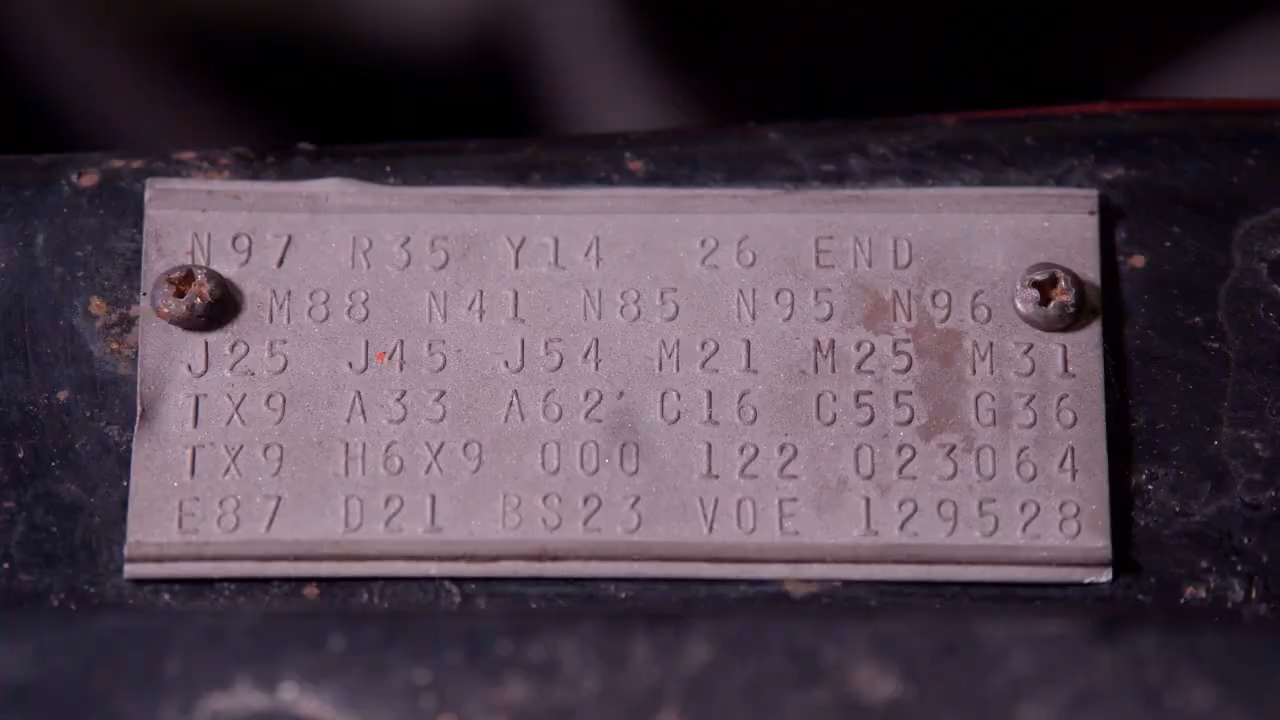 N97 R35 Y14 26 END
M88 N41 N85 N95 N96
J25 J45 J54 M21 M25 M31
TX9 A33 A62 C16 C55 G36
TX9 H6X9 000 122 023064
E87 D21 BS23 VOE 129528